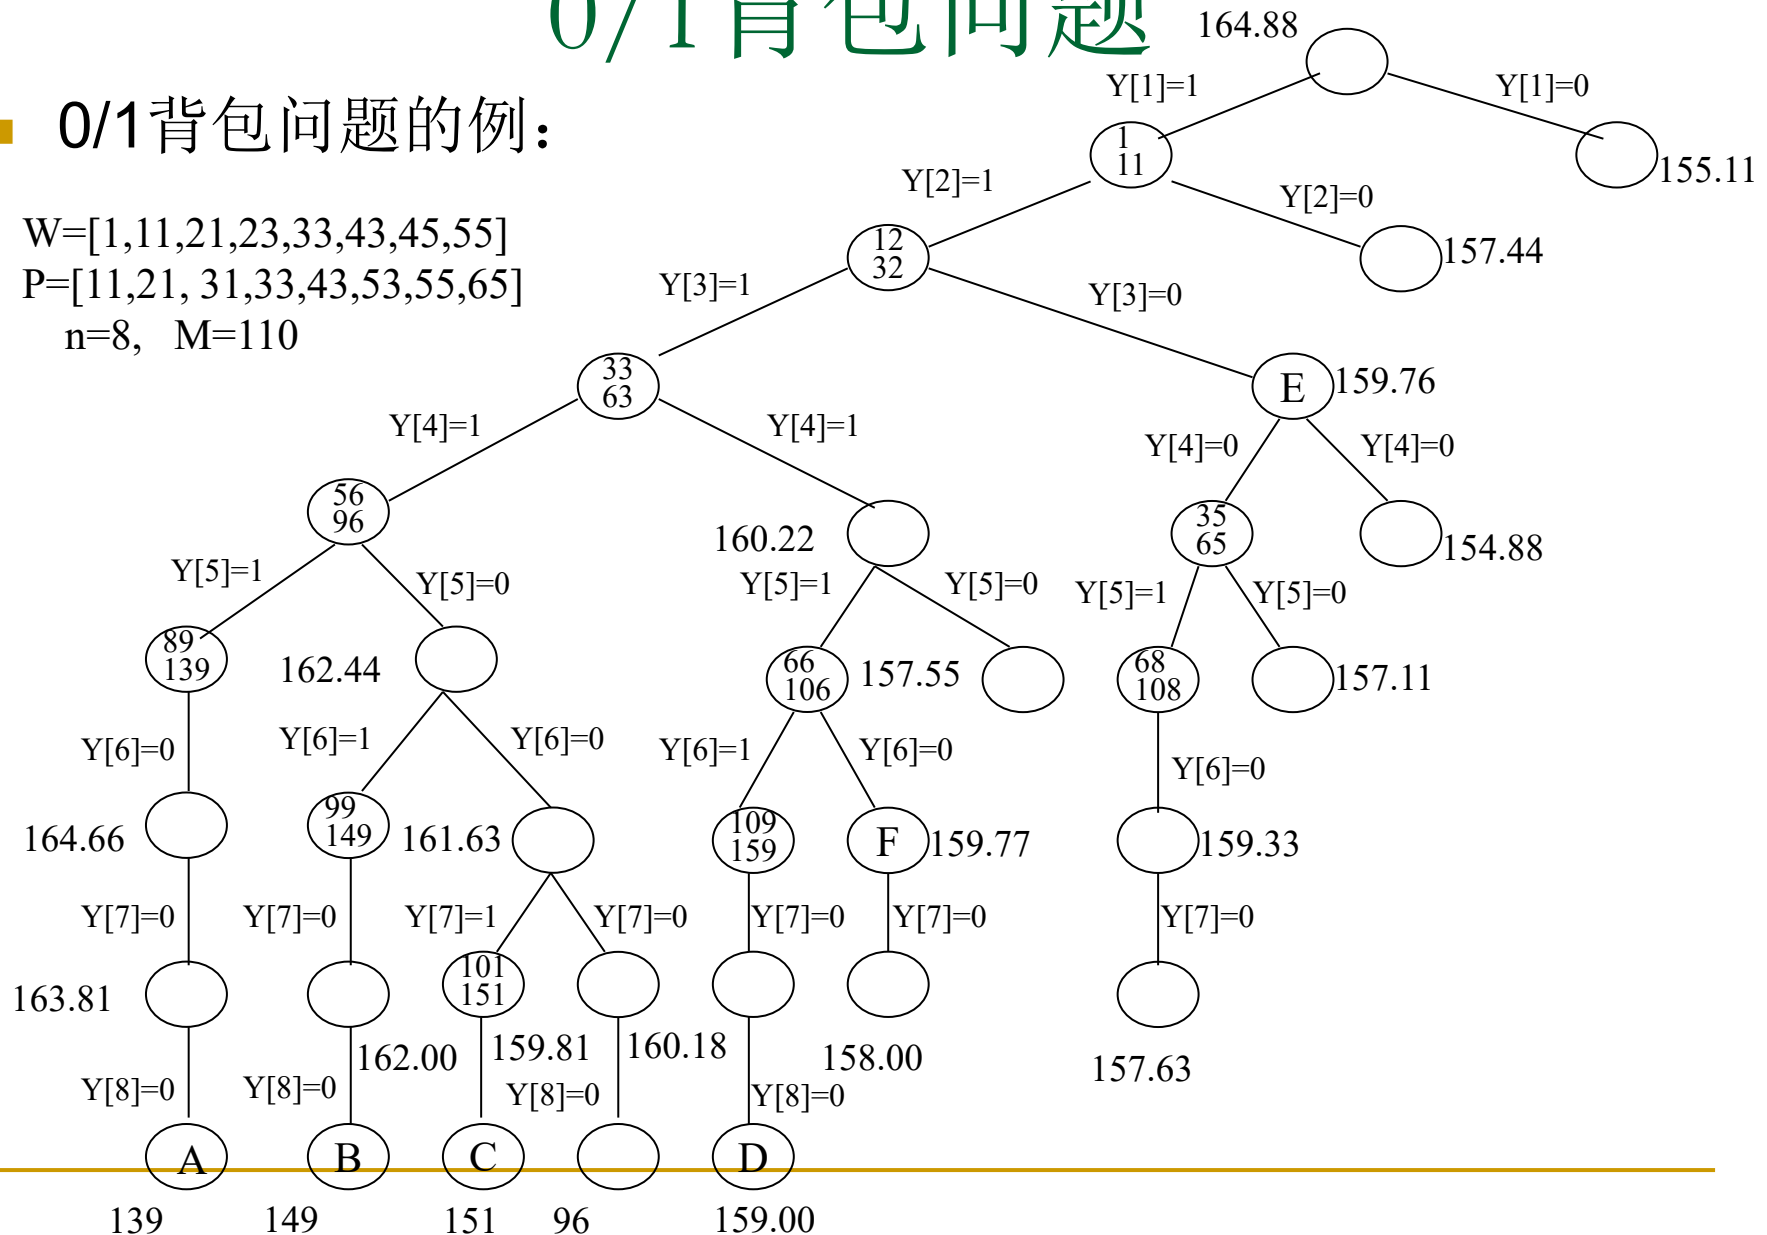 0/1背包问题
164.88
Y[1]=1
Y[1]=0
0/1背包问题的例：
1
11
155.11
Y[2]=1
Y[2]=0
W=[1,11,21,23,33,43,45,55]
P=[11,21, 31,33,43,53,55,65]
n=8, M=110
12
32
157.44
Y[3]=1
Y[3]=0
33
63
E
159.76
Y[4]=1
Y[4]=1
Y[4]=0
Y[4]=0
56
96
160.22
35
65
154.88
Y[5]=1
Y[5]=0
Y[5]=1
Y[5]=0
Y[5]=1
Y[5]=0
89
139
162.44
66
106
157.55
68
108
157.11
Y[6]=0
Y[6]=1
Y[6]=0
Y[6]=1
Y[6]=0
Y[6]=0
164.66
99
149
161.63
109
159
F
159.77
159.33
Y[7]=0
Y[7]=0
Y[7]=1
Y[7]=0
Y[7]=0
Y[7]=0
Y[7]=0
163.81
101
151
162.00
159.81
160.18
158.00
157.63
Y[8]=0
Y[8]=0
Y[8]=0
Y[8]=0
A
B
C
D
139
149
151
96
159.00